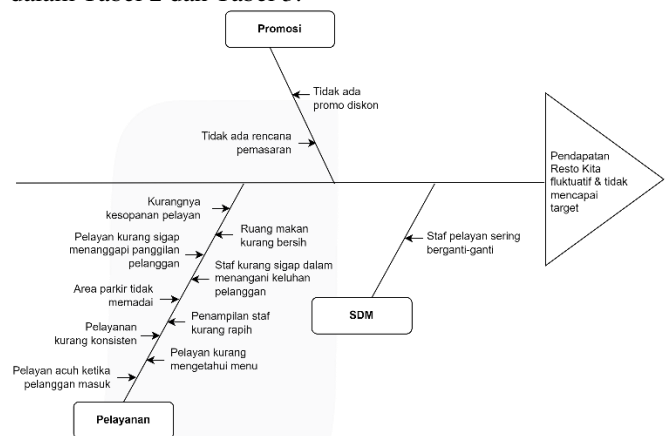 dalam Tabel 2 dan Tabel 3.
Promosi
Tidak ada
promo diskon
Tidak ada rencana
pemasaran
Pendapatan
Resto Kita
fluktuatif & tidak
mencapai
target
Kurangnya
kesopanan pelayan
Ruang makan
kurang bersih
Pelayan kurang sigap
menanggapi panggilan
pelanggan
Staf kurang sigap dalam
menangani keluhan
pelanggan
Area parkir tidak
memadai
Penampilan staf
kurang rapih
Pelayanan
kurang konsisten
Pelayan kurang
mengetahui menu
Pelayan acuh ketika
pelanggan masuk
Pelayanan
Staf pelayan sering
berganti-ganti
SDM